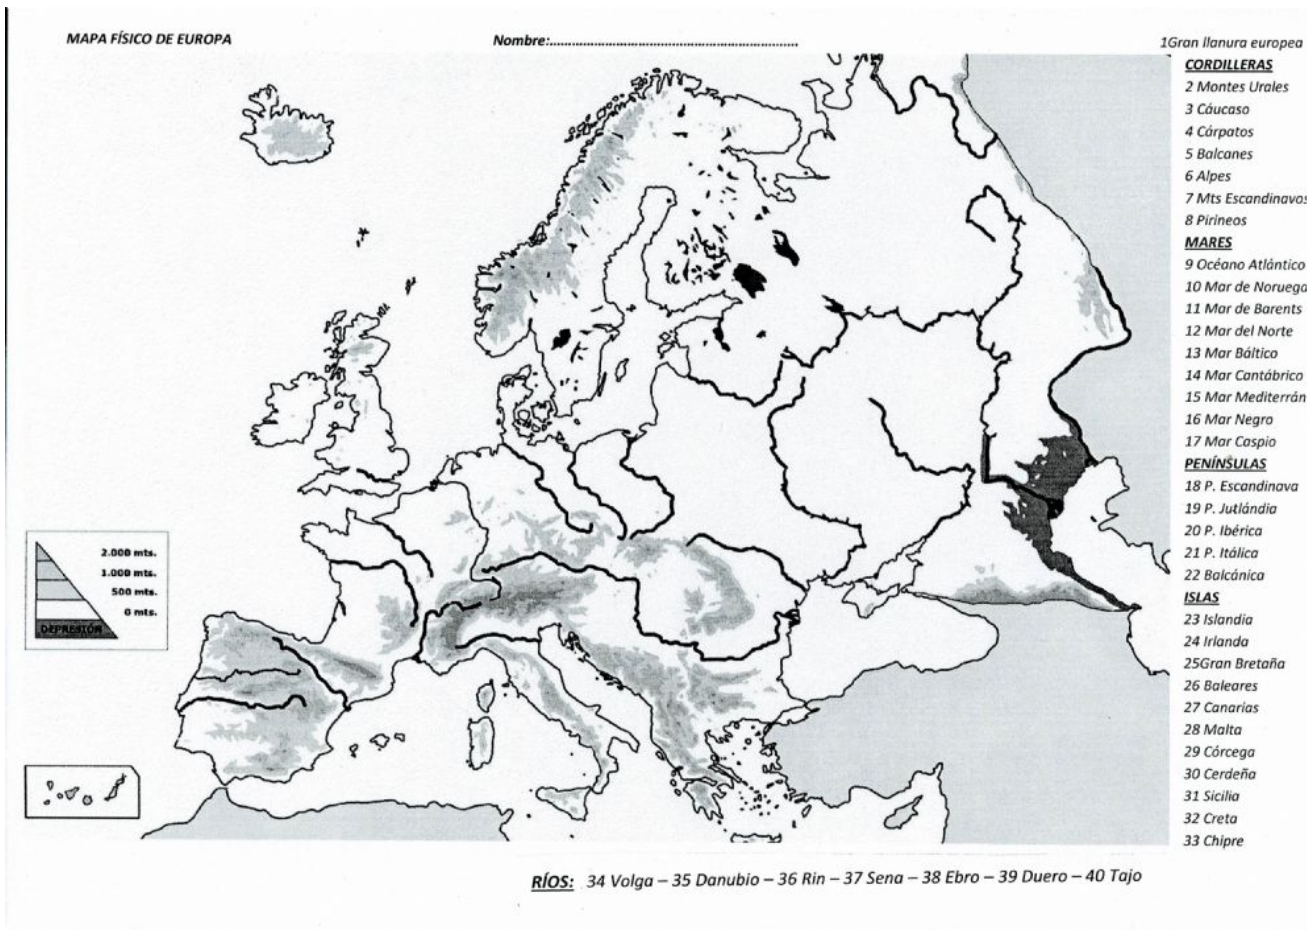 MAPA FÍSICO DE EUROPA
Nombre:........................................................................
1Gran llanura europea
CORDILLERAS
2 Montes Urales
3 Cáucaso
4 Cárpatos
5 Balcanes
6 Alpes
7 Mts Escandinavos
8 Pirineos
MARES
9 Océano Atlántico
10 Mar de Noruega
11 Mar de Barents
12 Mar del Norte
13 Mar Báltico
14 Mar Cantábrico
15 Mar Mediterrán
16 Mar Negro
17 Mar Caspio
PENÍNSULAS
18 P. Escandinava
19 P. Jutlándia
20 P. Ibérica
21 P. Itálica
22 Balcánica
ISLAS
23 Islandia
24 Irlanda
25Gran Bretaña
26 Baleares
27 Canarias
28 Malta
29 Córcega
30 Cerdeña
31 Sicilia
32 Creta
33 Chipre
2.000 mts.
1.000 mts.
500 mts.
0 mts.
DEPRESIÓN
RÍOS: 34 Volga – 35 Danubio – 36 Rin – 37 Sena – 38 Ebro – 39 Duero – 40 Tajo